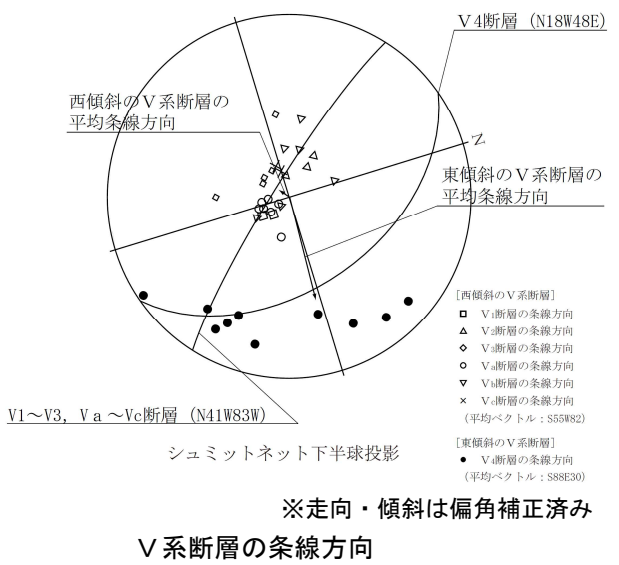 V4断層 (N18W48E)
西傾斜のV系断層の
平均条線方向
N
東傾斜のV系断層の
平均条線方向
[西傾斜のV系断層]
V₁断層の条線方向
V₂断層の条線方向
V₃断層の条線方向
Va断層の条線方向
Vb断層の条線方向
Vc断層の条線方向
(平均ベクトル：S55W82)
[東傾斜のV系断層]
V₄断層の条線方向
(平均ベクトル：S88E30)
V1～V3, Va～Vc断層 (N41W83W)
シュミットネット下半球投影
※走向・傾斜は偏角補正済み
V系断層の条線方向